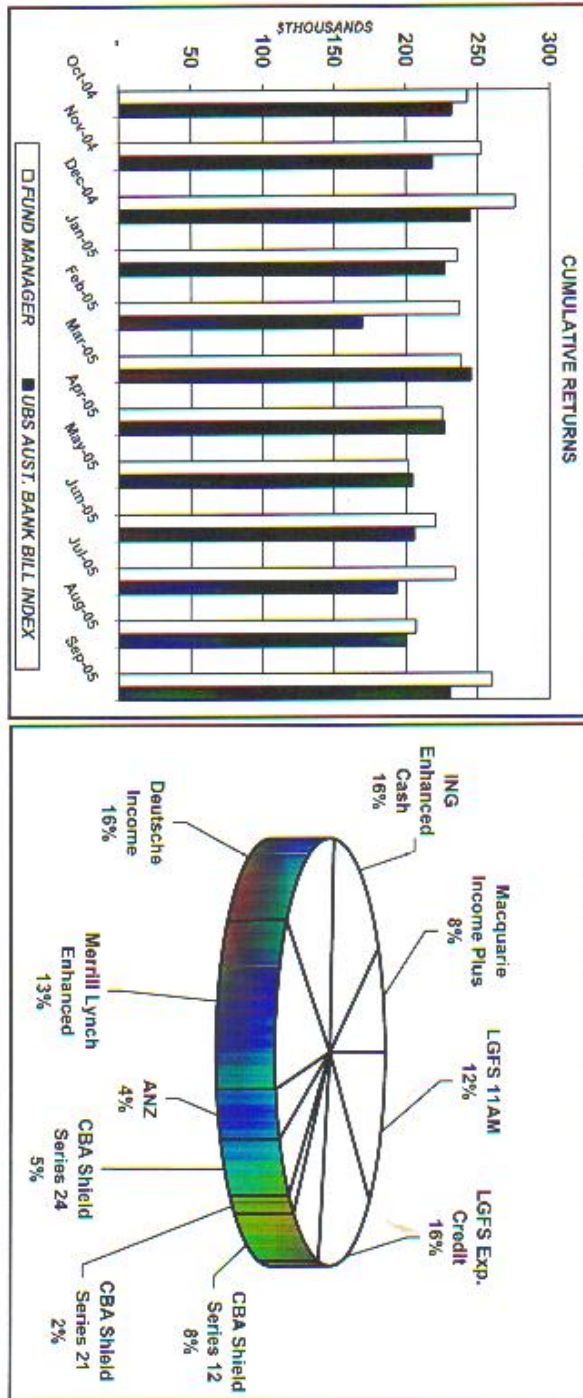 CUMULATIVE RETURNS
$THOUSANDS
300
250
200
150
100
50
-
Oct-04
Nov-04
Dec-04
Jan-05
Feb-05
Mar-05
Apr-05
May-05
Jun-05
Jul-05
Aug-05
Sep-05
FUND MANAGER
UBS AUST. BANK BILL INDEX
ING
Enhanced
Cash
16%
Macquarie
Income Plus
8%
LGFS 11AM
12%
LGFS Exp.
Credit
16%
Deutsche
Income
16%
Merrill Lynch
Enhanced
13%
ANZ
4%
CBA Shield
Series 24
5%
CBA Shield
Series 21
2%
CBA Shield
Series 12
8%